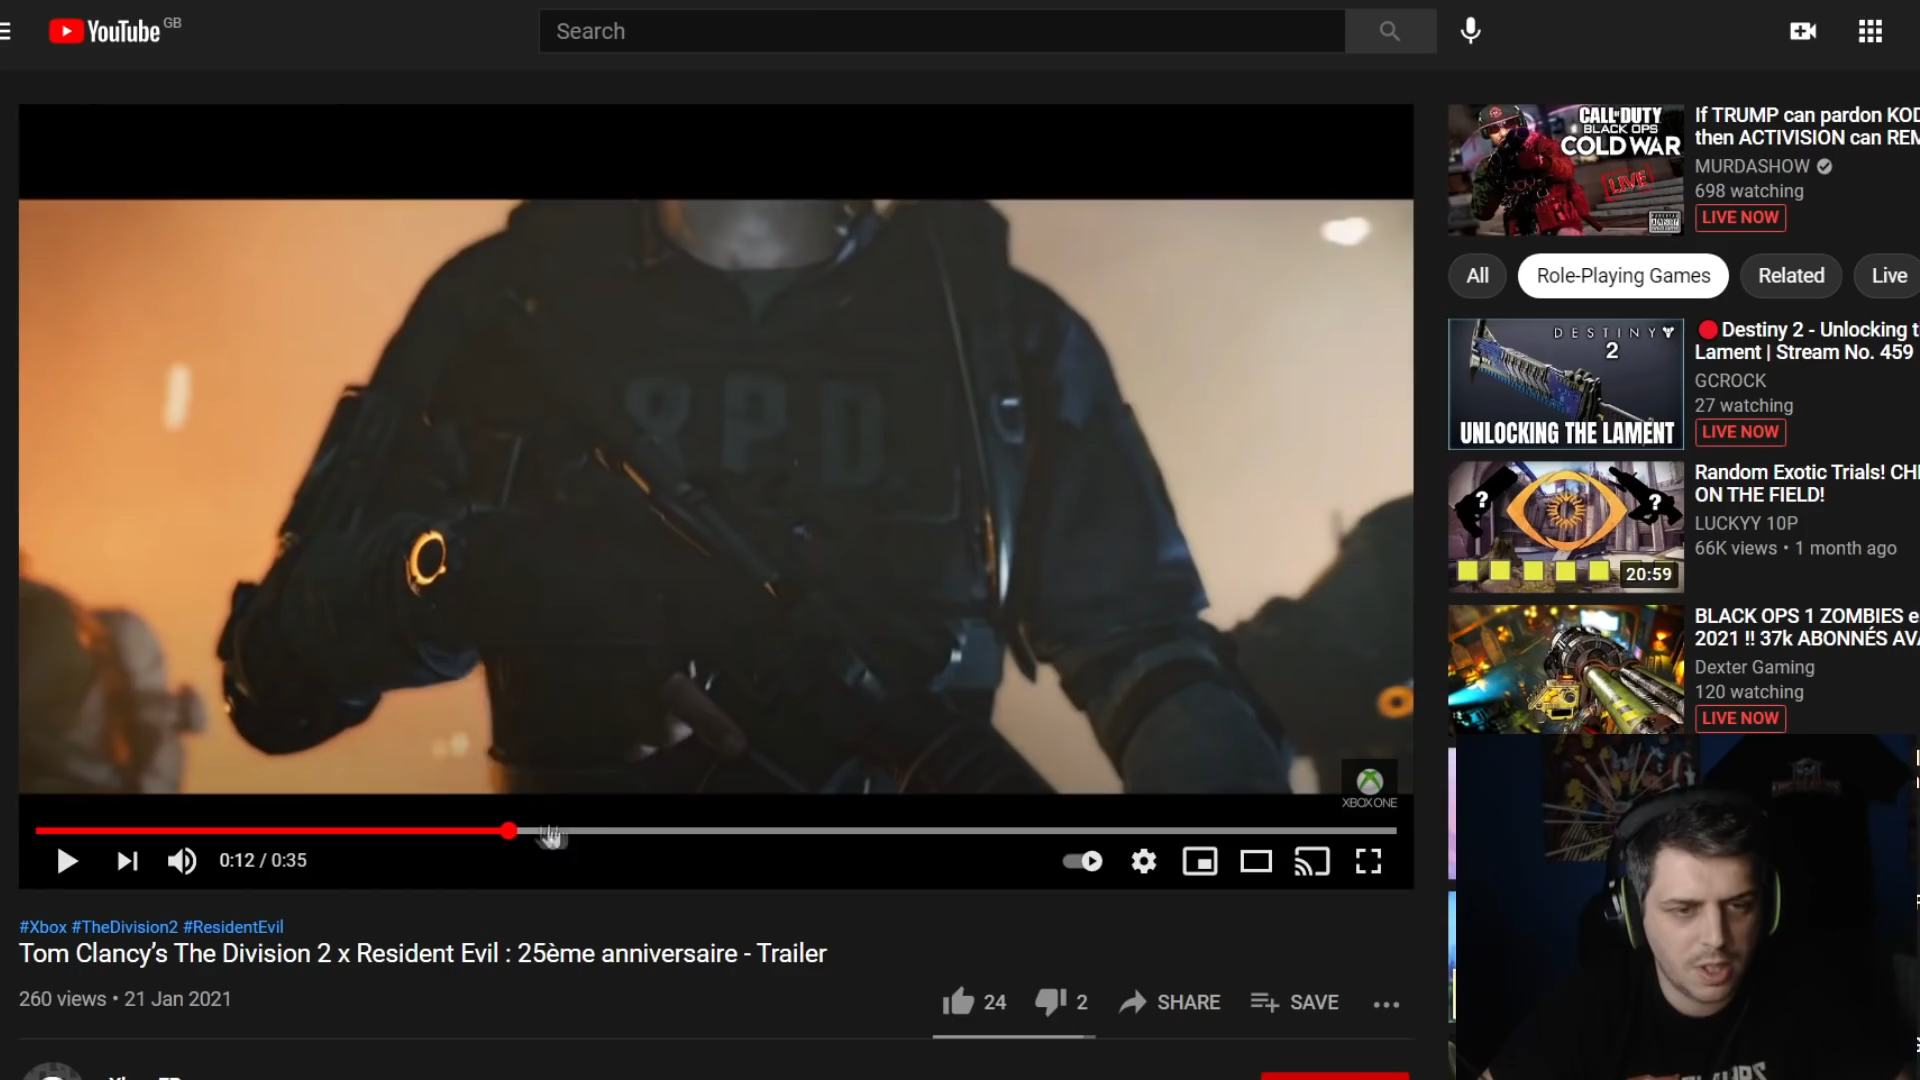 YouTube GB
Search
RPD
XBOX ONE
0:12 / 0:35
#Xbox #TheDivision2 #ResidentEvil
Tom Clancy's The Division 2 x Resident Evil : 25ème anniversaire - Trailer
260 views • 21 Jan 2021
24
2
SHARE
SAVE
CALL OF DUTY
BLACK OPS
COLD WAR
LIVE
If TRUMP can pardon KOD
then ACTIVISION can REM
MURDASHOW
698 watching
LIVE NOW
All
Role-Playing Games
Related
Live
DESTINY
2
UNLOCKING THE LAMENT
Destiny 2 - Unlocking t
Lament | Stream No. 459
GCROCK
27 watching
LIVE NOW
? ?
20:59
Random Exotic Trials! CH
ON THE FIELD!
LUCKYY 10P
66K views • 1 month ago
BLACK OPS 1 ZOMBIES e
2021 !! 37k ABONNÉS AVA
Dexter Gaming
120 watching
LIVE NOW